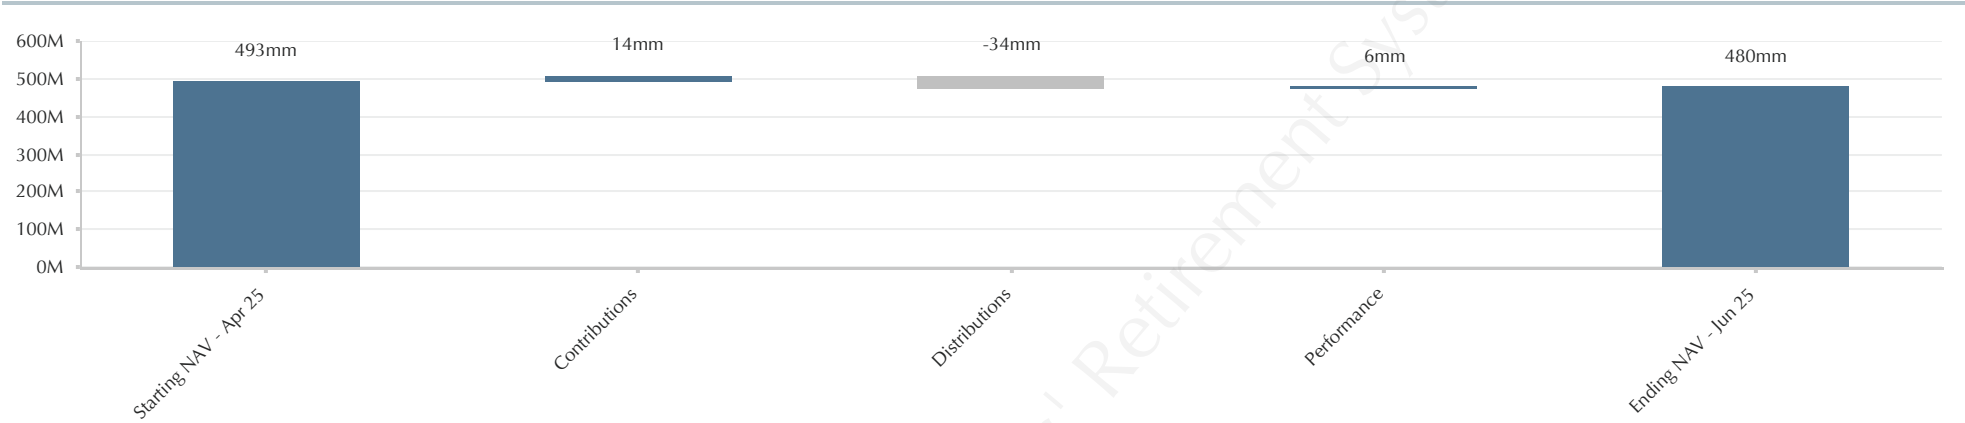 600M
500M
400M
300M
200M
100M
0M
493mm
14mm
-34mm
6mm
480mm
Starting NAV - Apr 25
Contributions
Distributions
Performance
Ending NAV - Jun 25
Retirement